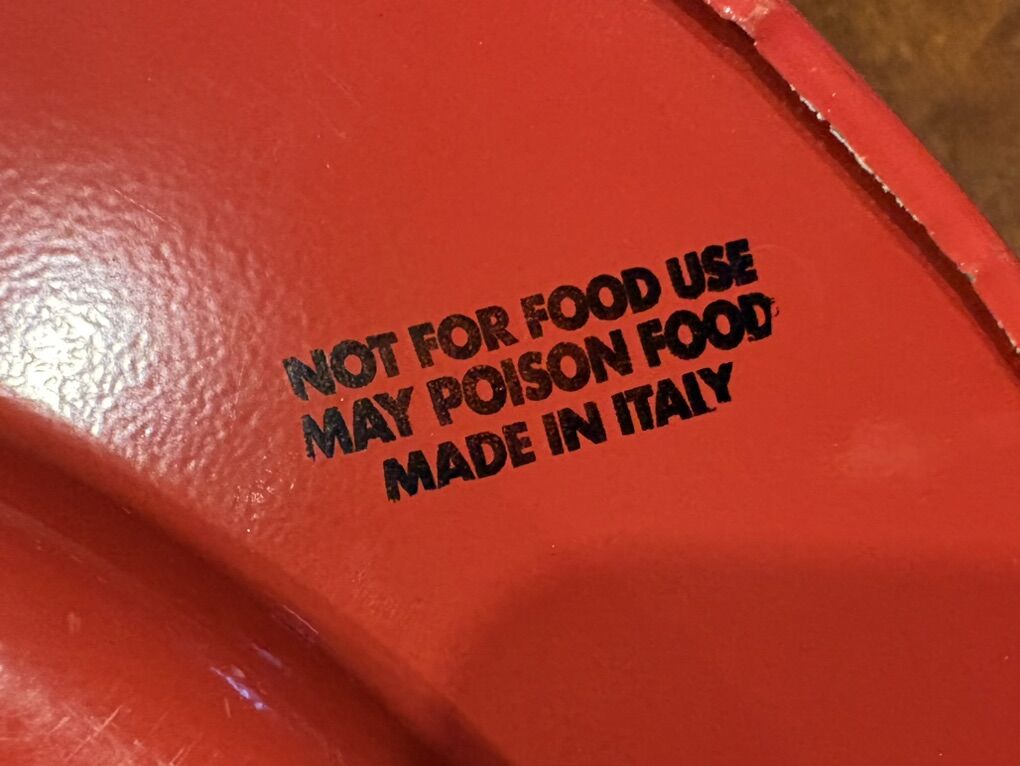 NOT FOR FOOD USE
MAY POISON FOOD
MADE IN ITALY